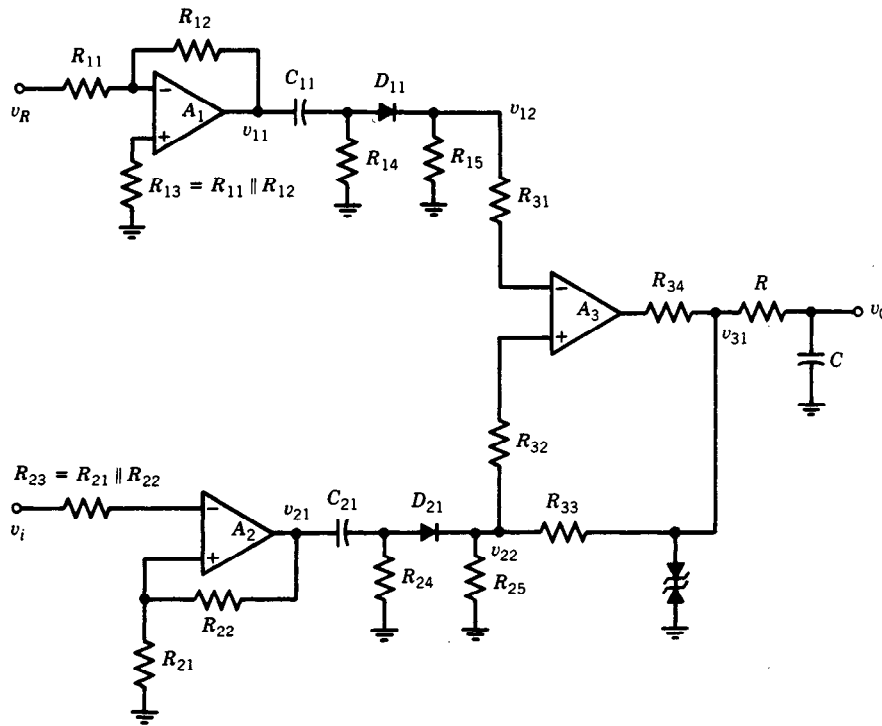 R12
R11
C11
D11
−
A1
vR
v11
v12
+
R14
R15
R13 = R11 ∥ R12
R31
−
R34
R
A3
+
v31
C
R32
R23 = R21 ∥ R22
v21
C21
D21
R33
−
vi
A2
v22
+
R24
R25
R22
R21